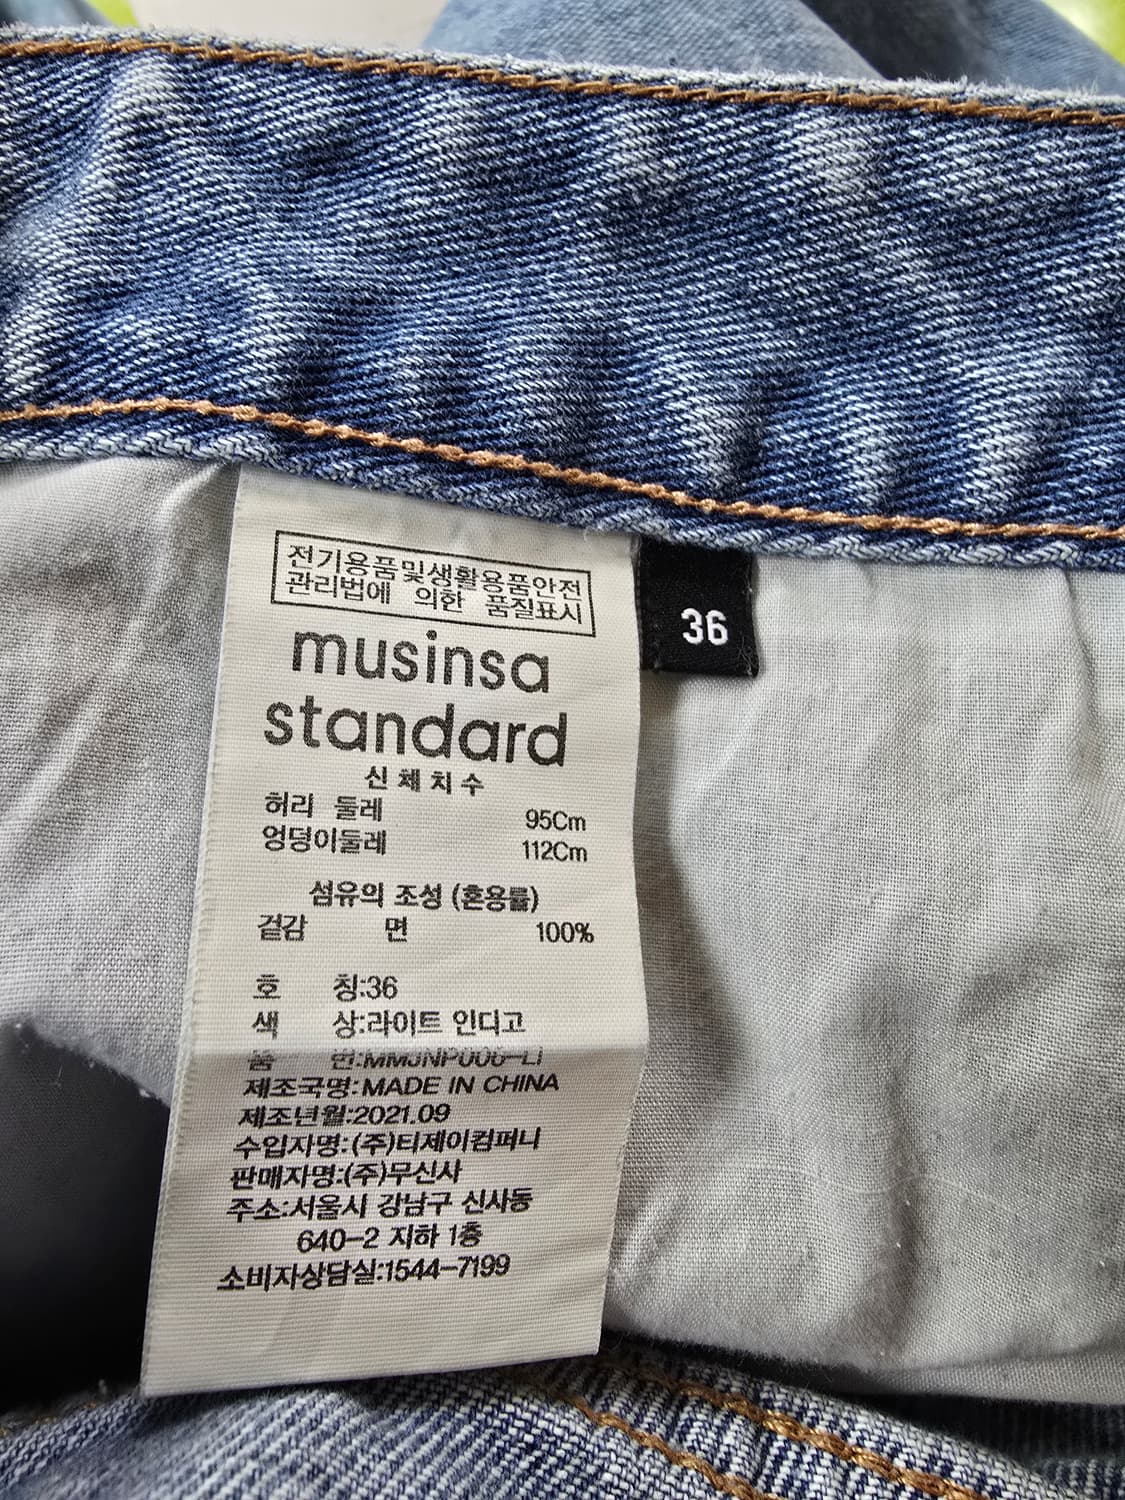 전기용품및생활용품안전
관리법에 의한 품질표시
musinsa
standard
36
신체치수
허리 둘레 95Cm
엉덩이둘레 112Cm
섬유의 조성 (혼용률)
겉감 면 100%
호 칭:36
색 상:라이트 인디고
품 번:MMJNP006-LI
제조국명:MADE IN CHINA
제조년월:2021.09
수입자명:(주)티제이컴퍼니
판매자명:(주)무신사
주소:서울시 강남구 신사동
640-2 지하 1층
소비자상담실:1544-7199